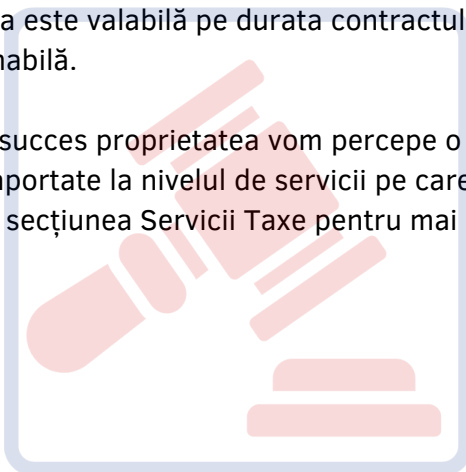 a este valabilă pe durata contractul
nabilă.
succes proprietatea vom percepe o
portate la nivelul de servicii pe care
secțiunea Servicii Taxe pentru mai